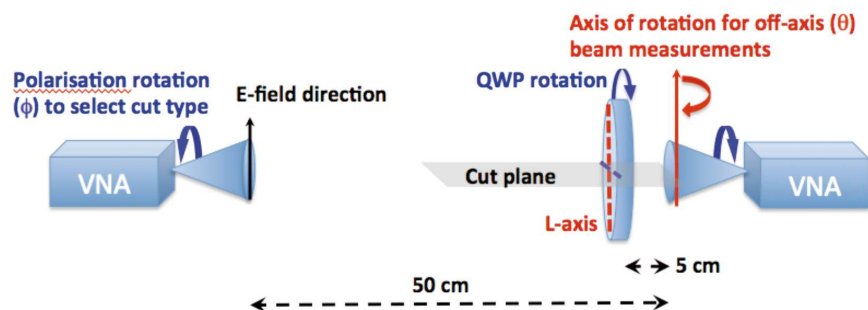 Axis of rotation for off-axis (θ)
beam measurements
Polarisation rotation
(ϕ) to select cut type
E-field direction
QWP rotation
VNA
Cut plane
VNA
L-axis
5 cm
50 cm